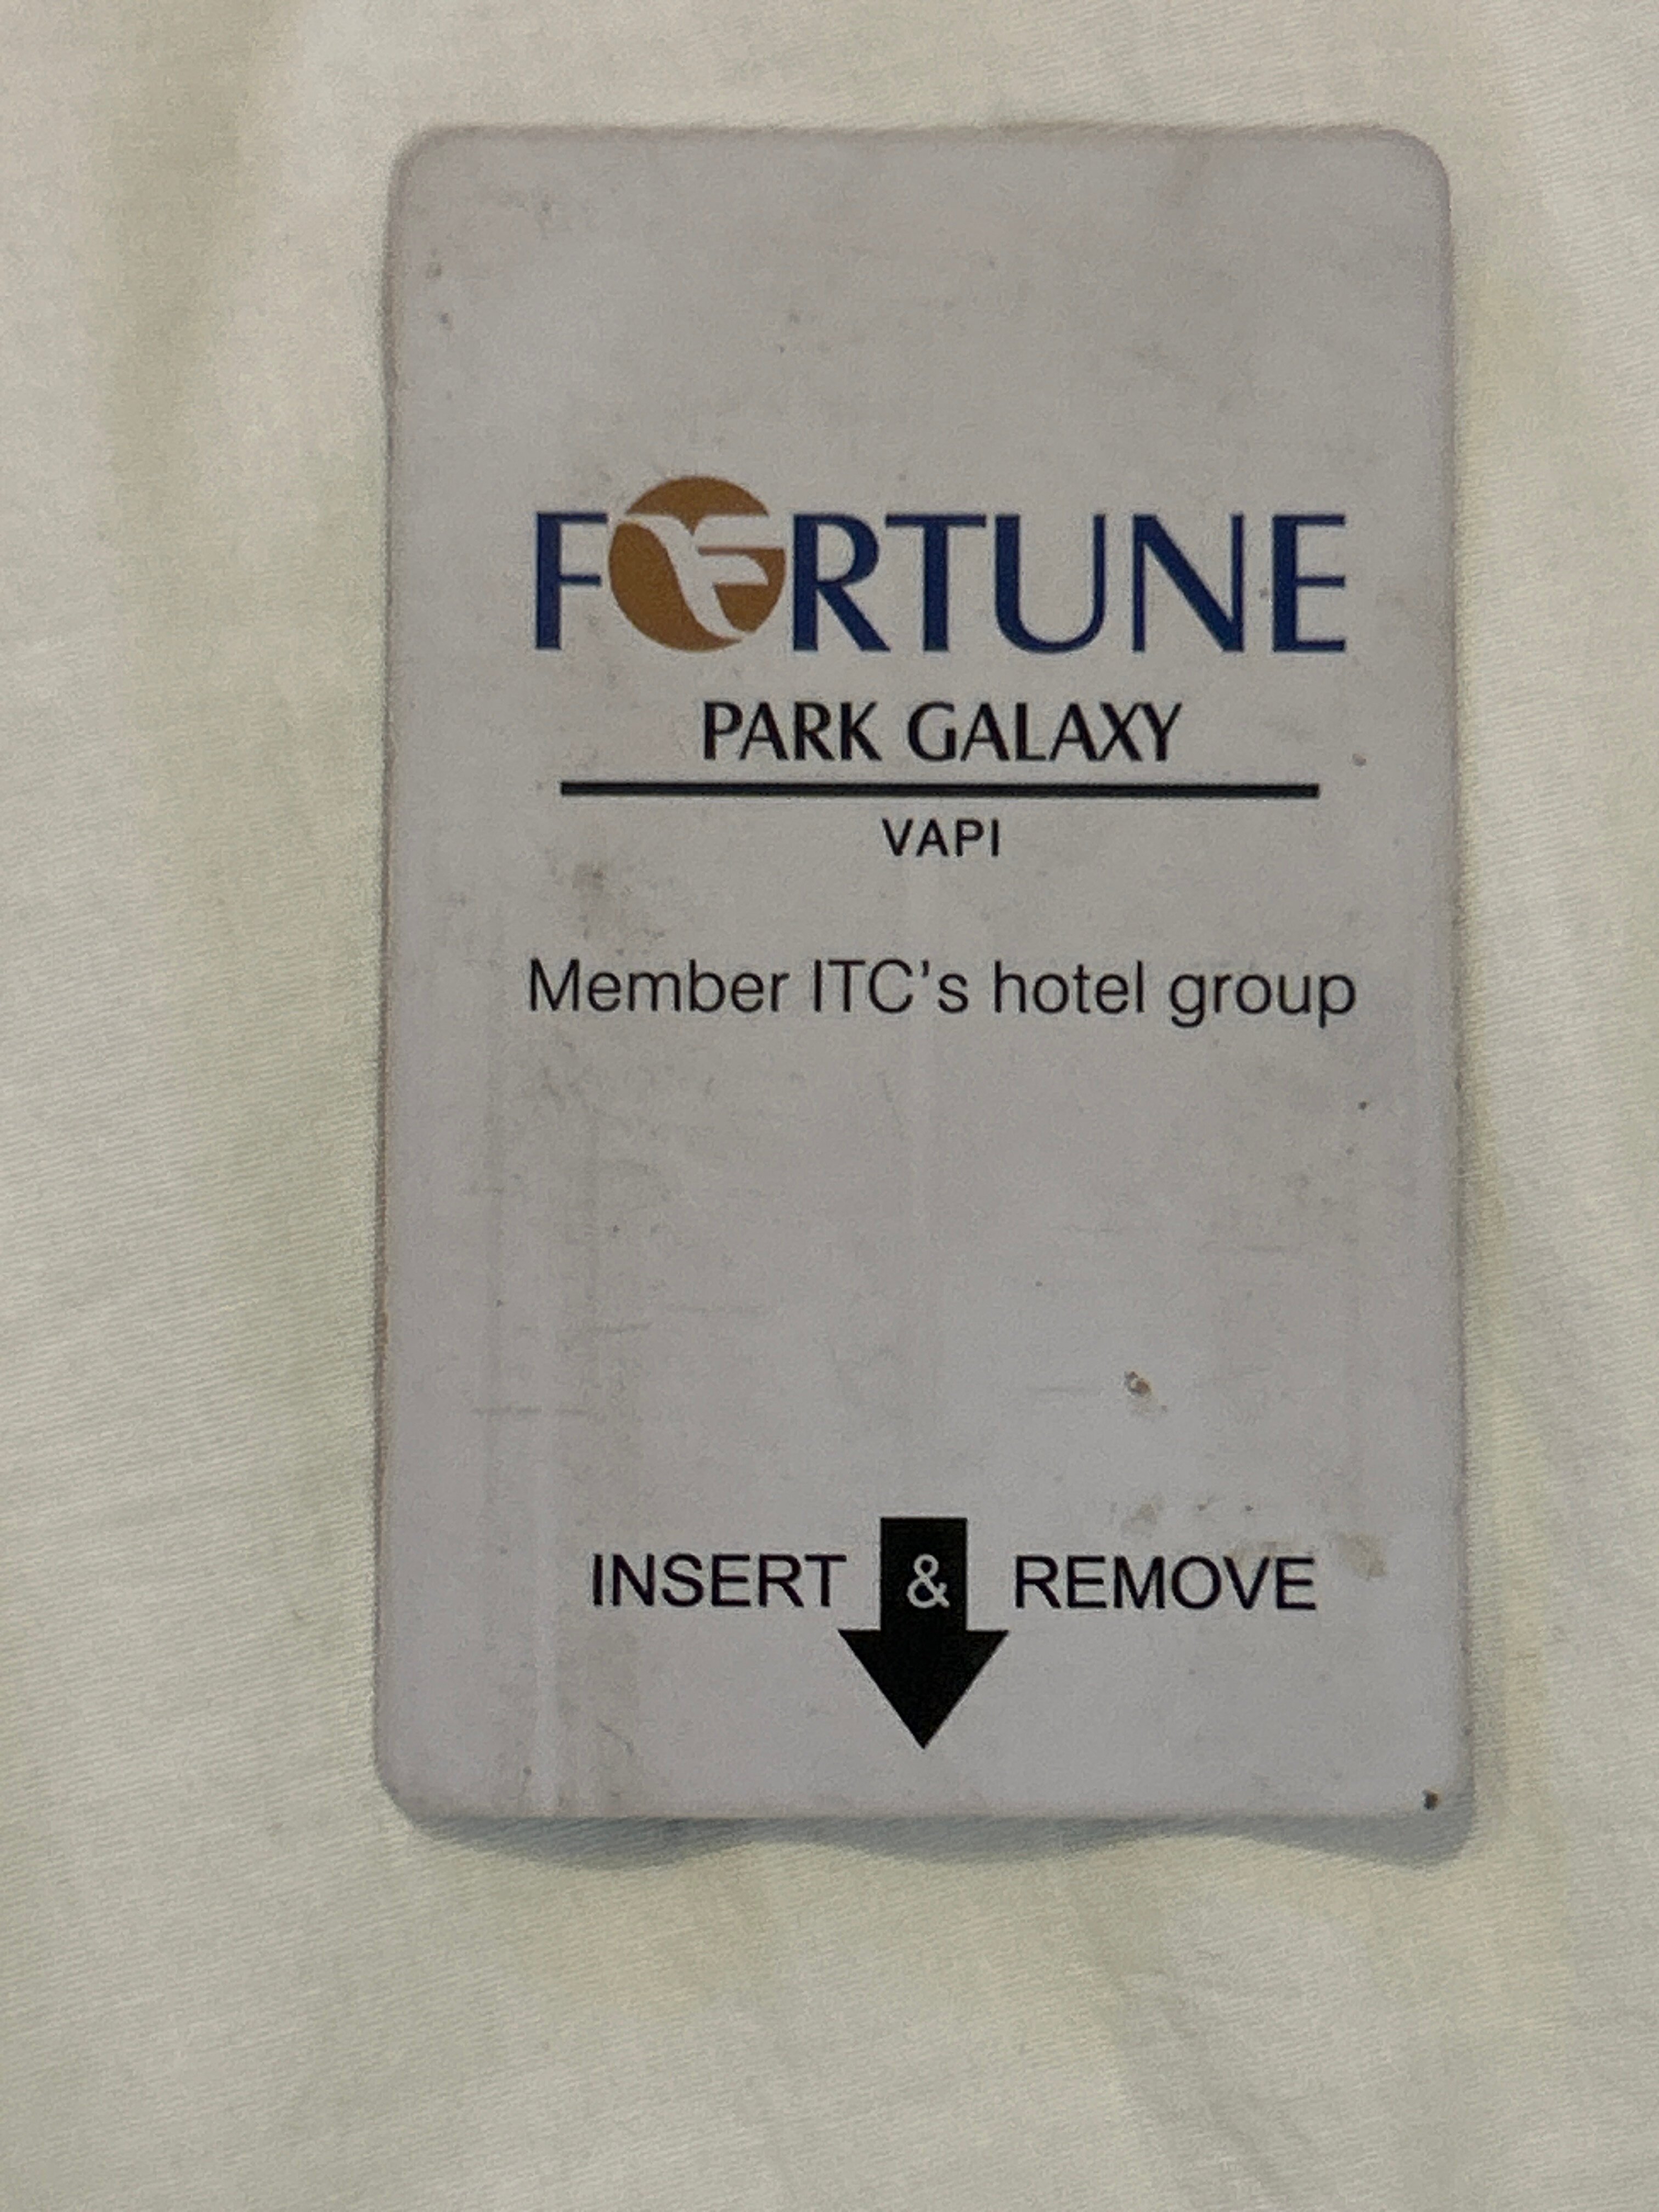 FORTUNE
PARK GALAXY
VAPI
Member ITC's hotel group
INSERT & REMOVE